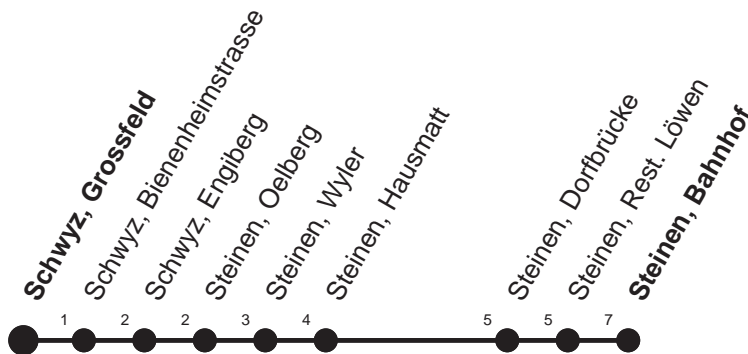 Schwyz, Grossfeld
Schwyz, Bienenheimstrasse
Schwyz, Engiberg
Steinen, Oelberg
Steinen, Wyler
Steinen, Hausmatt
Steinen, Dorfbrücke
Steinen, Rest. Löwen
Steinen, Bahnhof
1 2 2 3 4 5 5 7